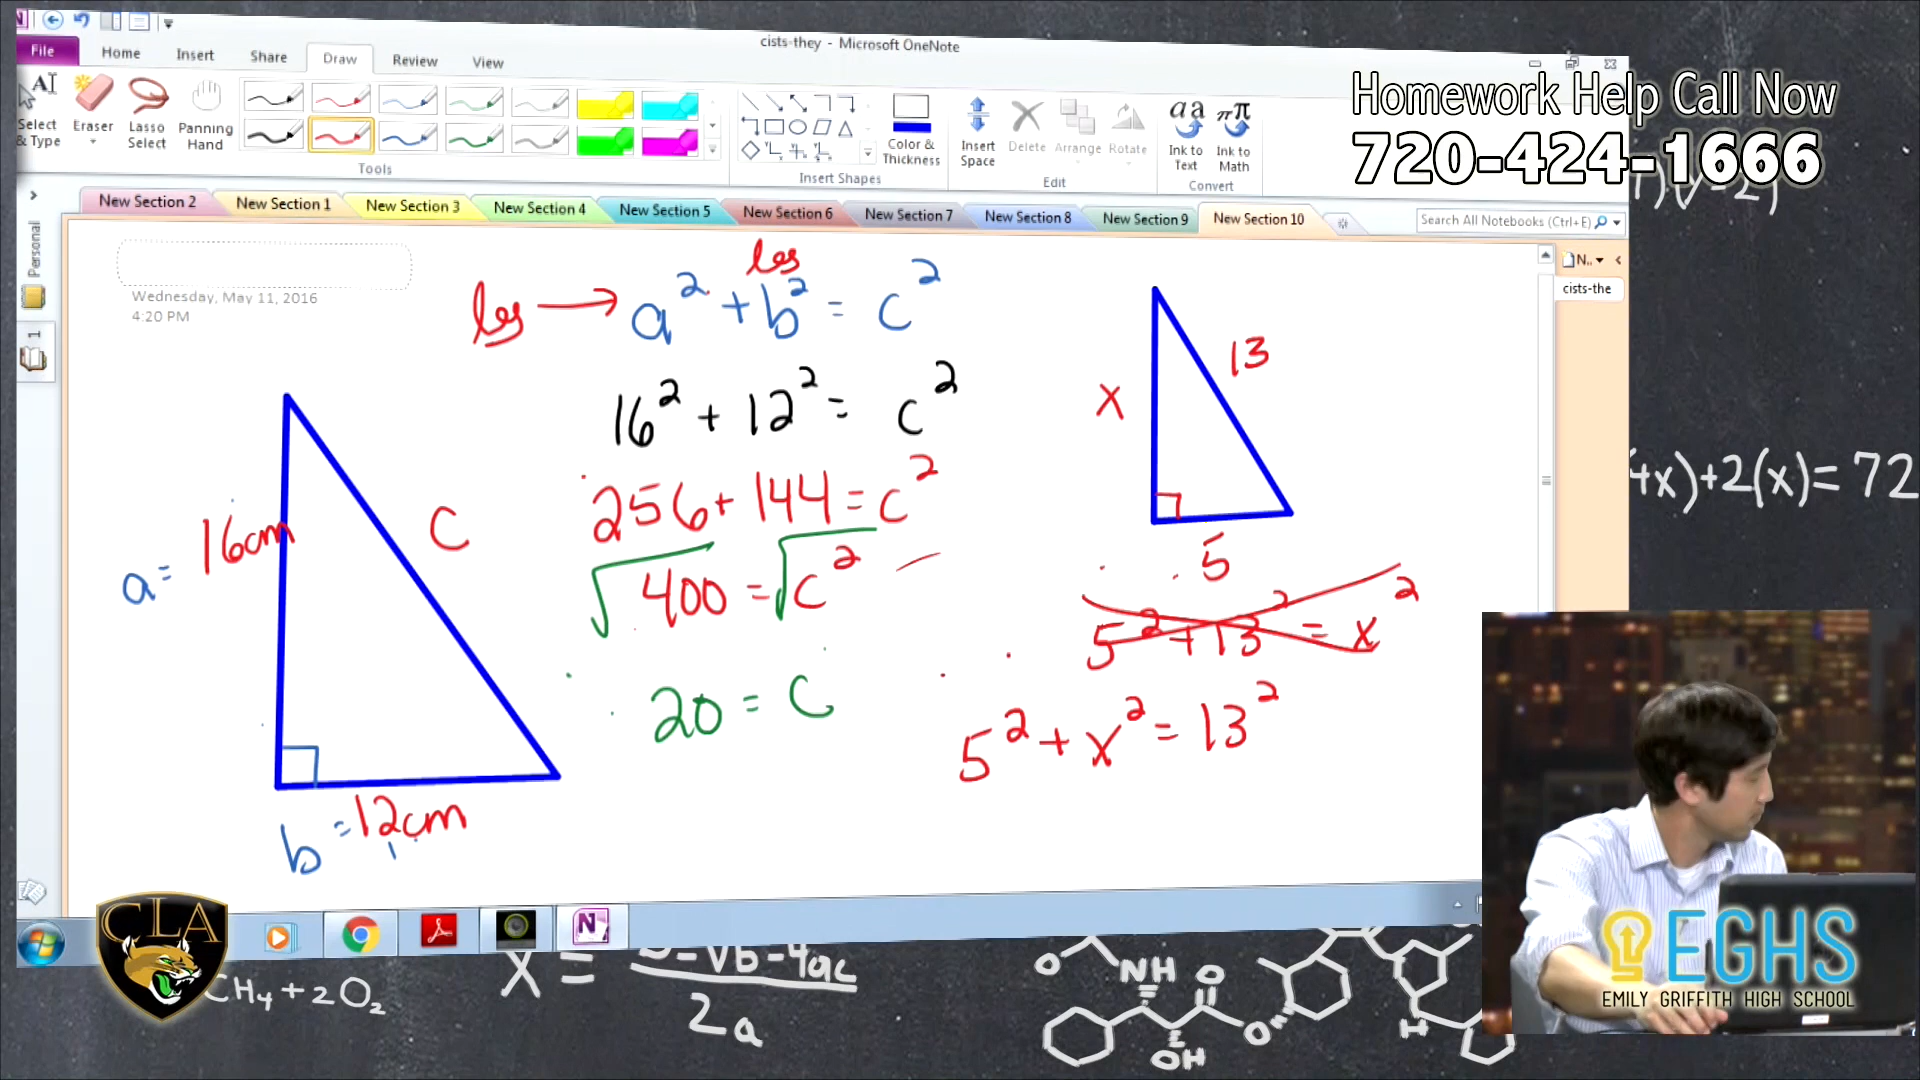 cists-they - Microsoft OneNote
File Home Insert Share Draw Review View
Select & Type
Eraser
Lasso Select
Panning Hand
Tools
Insert Shapes
Color & Thickness
Insert Space
Delete
Arrange
Rotate
Edit
Ink to Text
Ink to Math
Convert
Homework Help Call Now
720-424-1666
New Section 2 New Section 1 New Section 3 New Section 4 New Section 5 New Section 6 New Section 7 New Section 8 New Section 9 New Section 10
Search All Notebooks (Ctrl+E)
Personal
1
N..
cists-the
Wednesday, May 11, 2016
4:20 PM
leg
leg → a² + b² = c²
16² + 12² = c²
256 + 144 = c²
√400 = √c²
20 = c
a = 16cm
c
b = 12cm
x
13
5
5² + 13² = x²
5² + x² = 13²
4x)+2(x)=72
CLA
CH₄ + 2O₂
x =
2a
O NH O
O
OH
H
EGHS
EMILY GRIFFITH HIGH SCHOOL